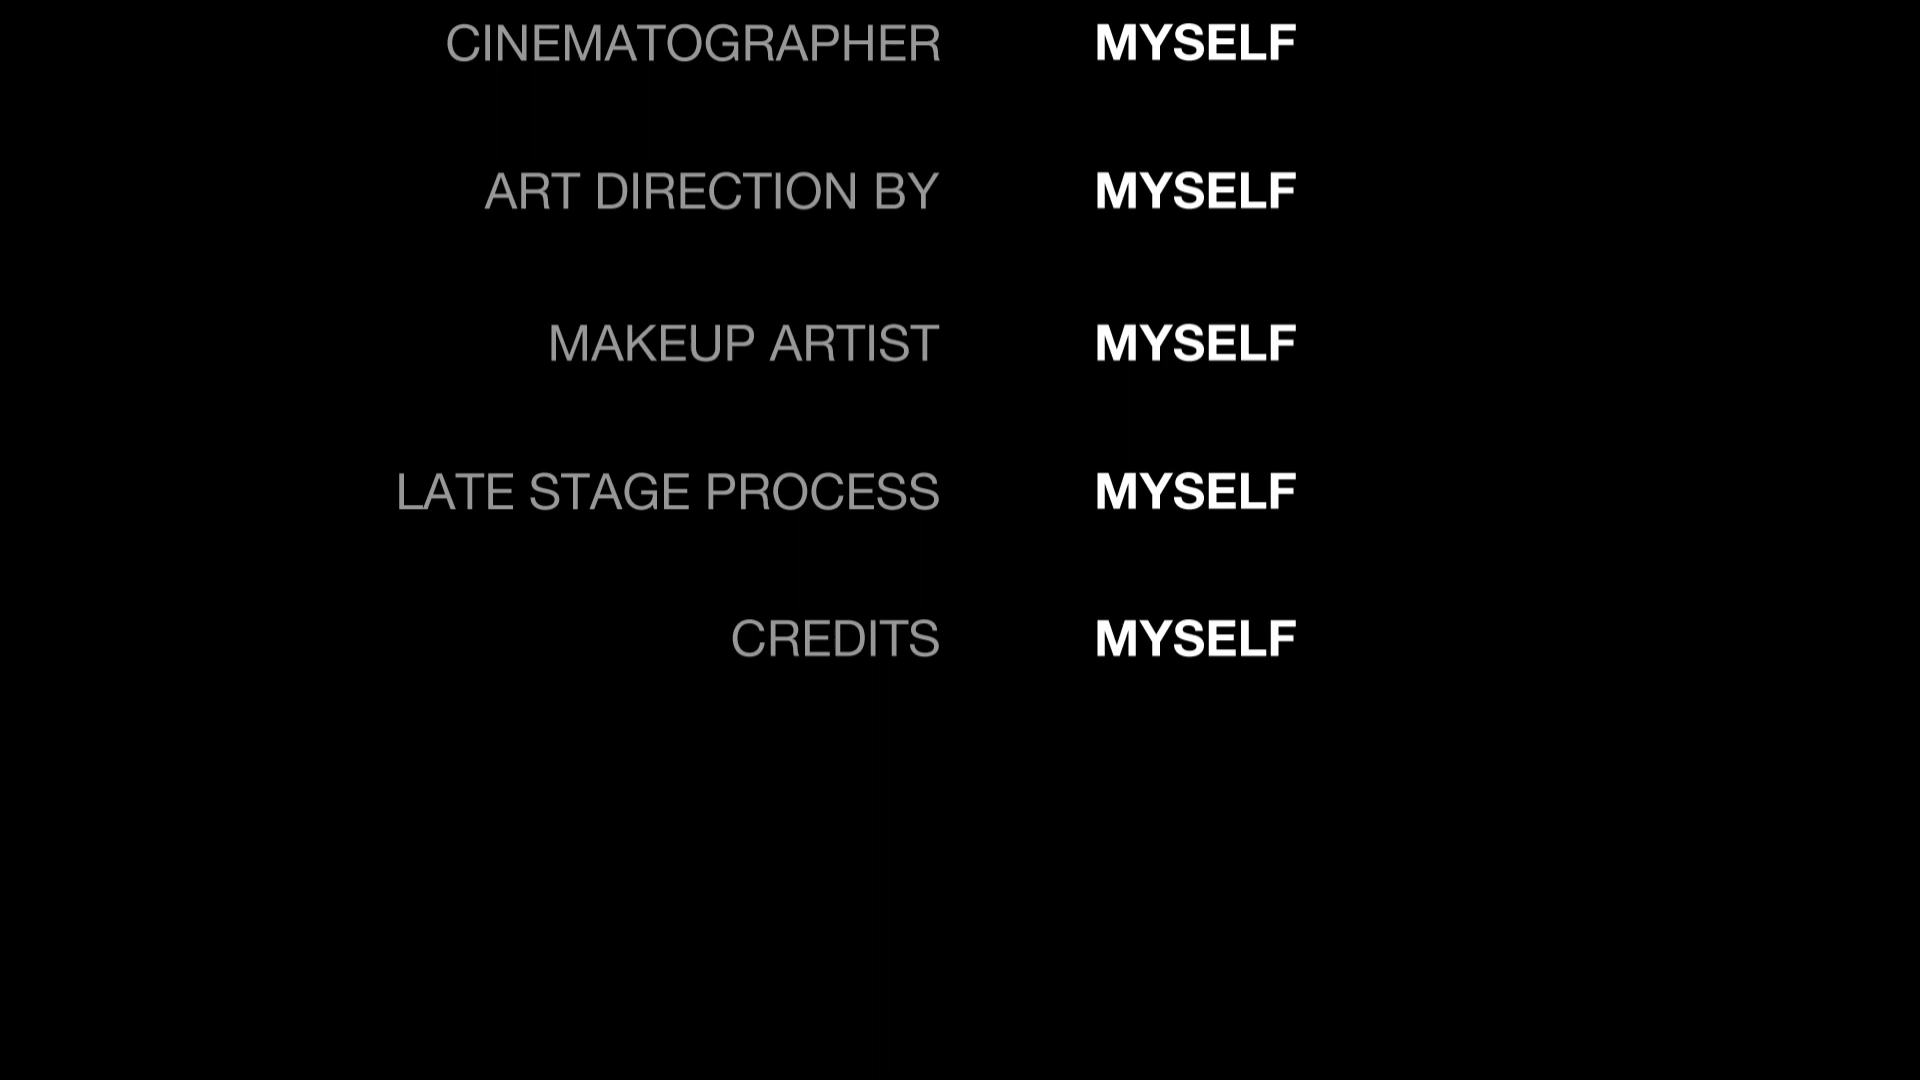 CINEMATOGRAPHER MYSELF
ART DIRECTION BY MYSELF
MAKEUP ARTIST MYSELF
LATE STAGE PROCESS MYSELF
CREDITS MYSELF